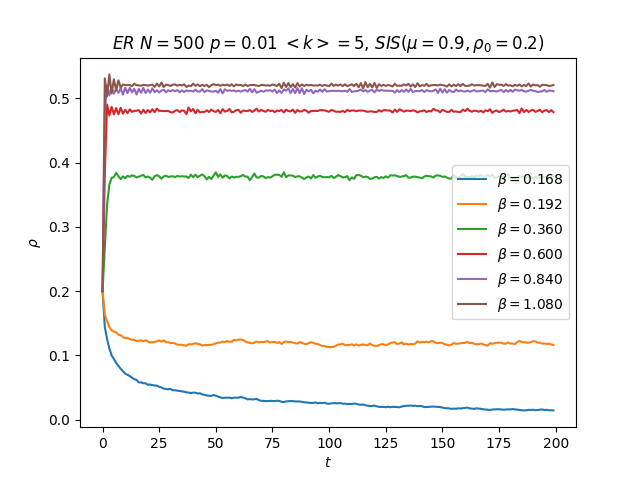 ER N = 500 p = 0.01 < k >= 5, SIS(μ = 0.9, ρ₀ = 0.2)
0.5
0.4
0.3
0.2
0.1
0.0
ρ
β = 0.168
β = 0.192
β = 0.360
β = 0.600
β = 0.840
β = 1.080
0 25 50 75 100 125 150 175 200
t